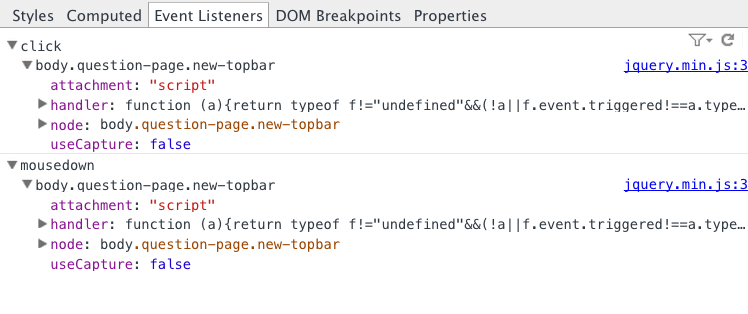 Styles Computed Event Listeners DOM Breakpoints Properties
click
body.question-page.new-topbar jquery.min.js:3
attachment: "script"
handler: function (a){return typeof f!="undefined"&&(!a||f.event.triggered!==a.type…
node: body.question-page.new-topbar
useCapture: false
mousedown
body.question-page.new-topbar jquery.min.js:3
attachment: "script"
handler: function (a){return typeof f!="undefined"&&(!a||f.event.triggered!==a.type…
node: body.question-page.new-topbar
useCapture: false